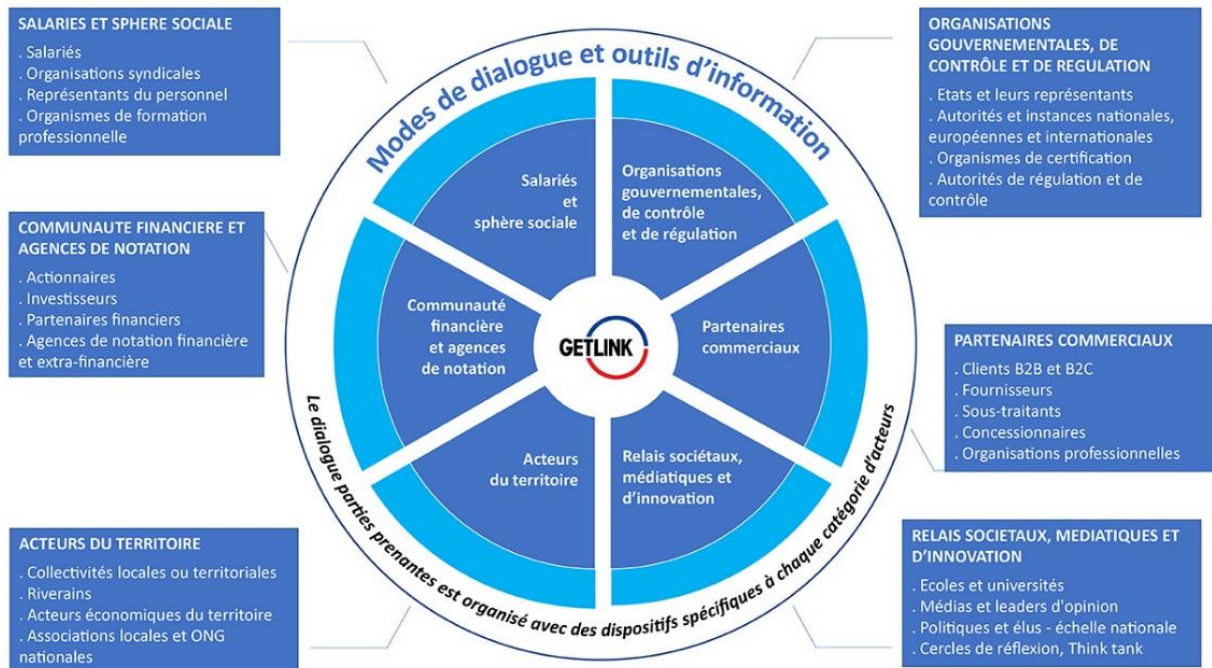 SALARIES ET SPHERE SOCIALE
. Salariés
. Organisations syndicales
. Représentants du personnel
. Organismes de formation
professionnelle
COMMUNAUTE FINANCIERE ET
AGENCES DE NOTATION
. Actionnaires
. Investisseurs
. Partenaires financiers
. Agences de notation financière
et extra-financière
ACTEURS DU TERRITOIRE
. Collectivités locales ou territoriales
. Riverains
. Acteurs économiques du territoire
. Associations locales et ONG
nationales
Modes de dialogue et outils d'information
Salariés
et
sphère sociale
Organisations
gouvernementales,
de contrôle
et de régulation
Communauté
financière
et agences
de notation
GETLINK
Partenaires
commerciaux
Acteurs
du territoire
Relais sociétaux,
médiatiques et
d'innovation
Le dialogue parties prenantes est organisé avec des dispositifs spécifiques à chaque catégorie d'acteurs
ORGANISATIONS
GOUVERNEMENTALES, DE
CONTRÔLE ET DE REGULATION
. Etats et leurs représentants
. Autorités et instances nationales,
européennes et internationales
. Organismes de certification
. Autorités de régulation et de
contrôle
PARTENAIRES COMMERCIAUX
. Clients B2B et B2C
. Fournisseurs
. Sous-traitants
. Concessionnaires
. Organisations professionnelles
RELAIS SOCIETAUX, MEDIATIQUES ET
D'INNOVATION
. Ecoles et universités
. Médias et leaders d'opinion
. Politiques et élus - échelle nationale
. Cercles de réflexion, Think tank